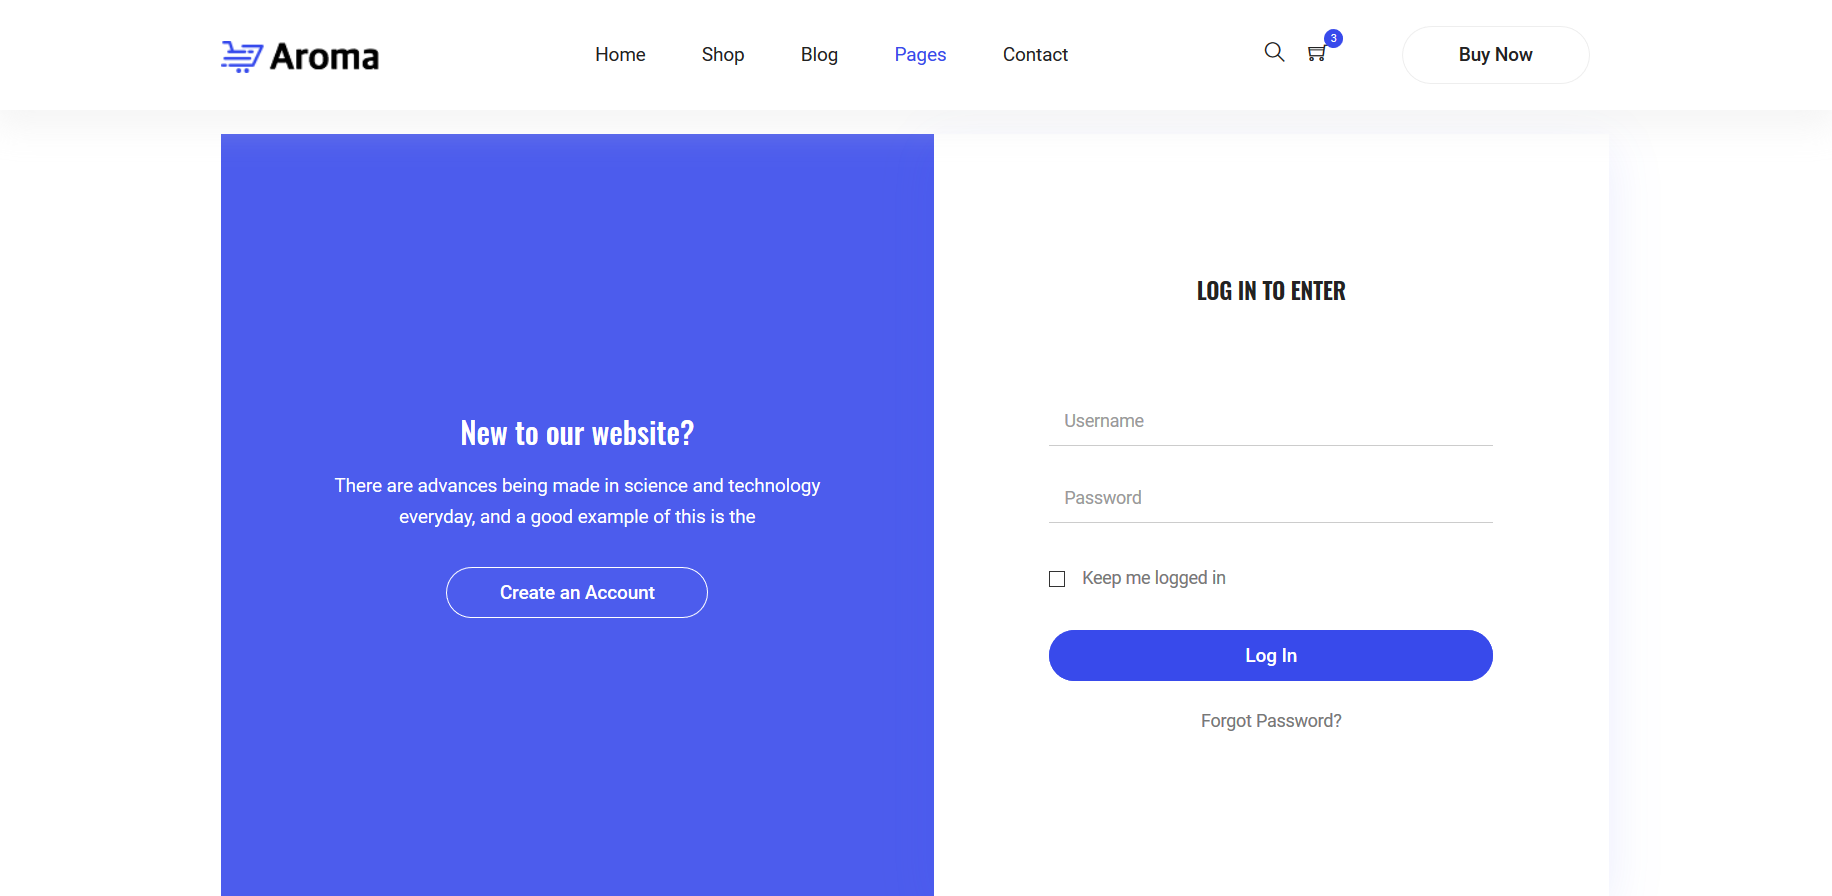 Aroma
Home
Shop
Blog
Pages
Contact
3
Buy Now
New to our website?
There are advances being made in science and technology
everyday, and a good example of this is the
Create an Account
LOG IN TO ENTER
Username
Password
Keep me logged in
Log In
Forgot Password?